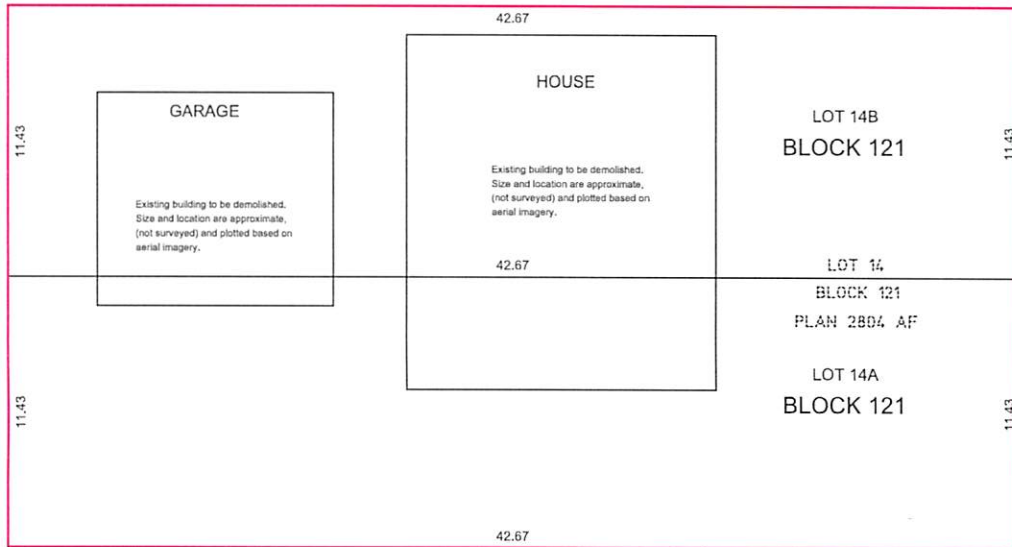 42.67
HOUSE
GARAGE
LOT 14B
11.43
11.43
BLOCK 121
Existing building to be demolished.
Size and location are approximate,
(not surveyed) and plotted based on
aerial imagery.
Existing building to be demolished.
Size and location are approximate,
(not surveyed) and plotted based on
aerial imagery.
42.67
LOT 14
BLOCK 121
PLAN 2804 AF
LOT 14A
BLOCK 121
11.43
11.43
42.67